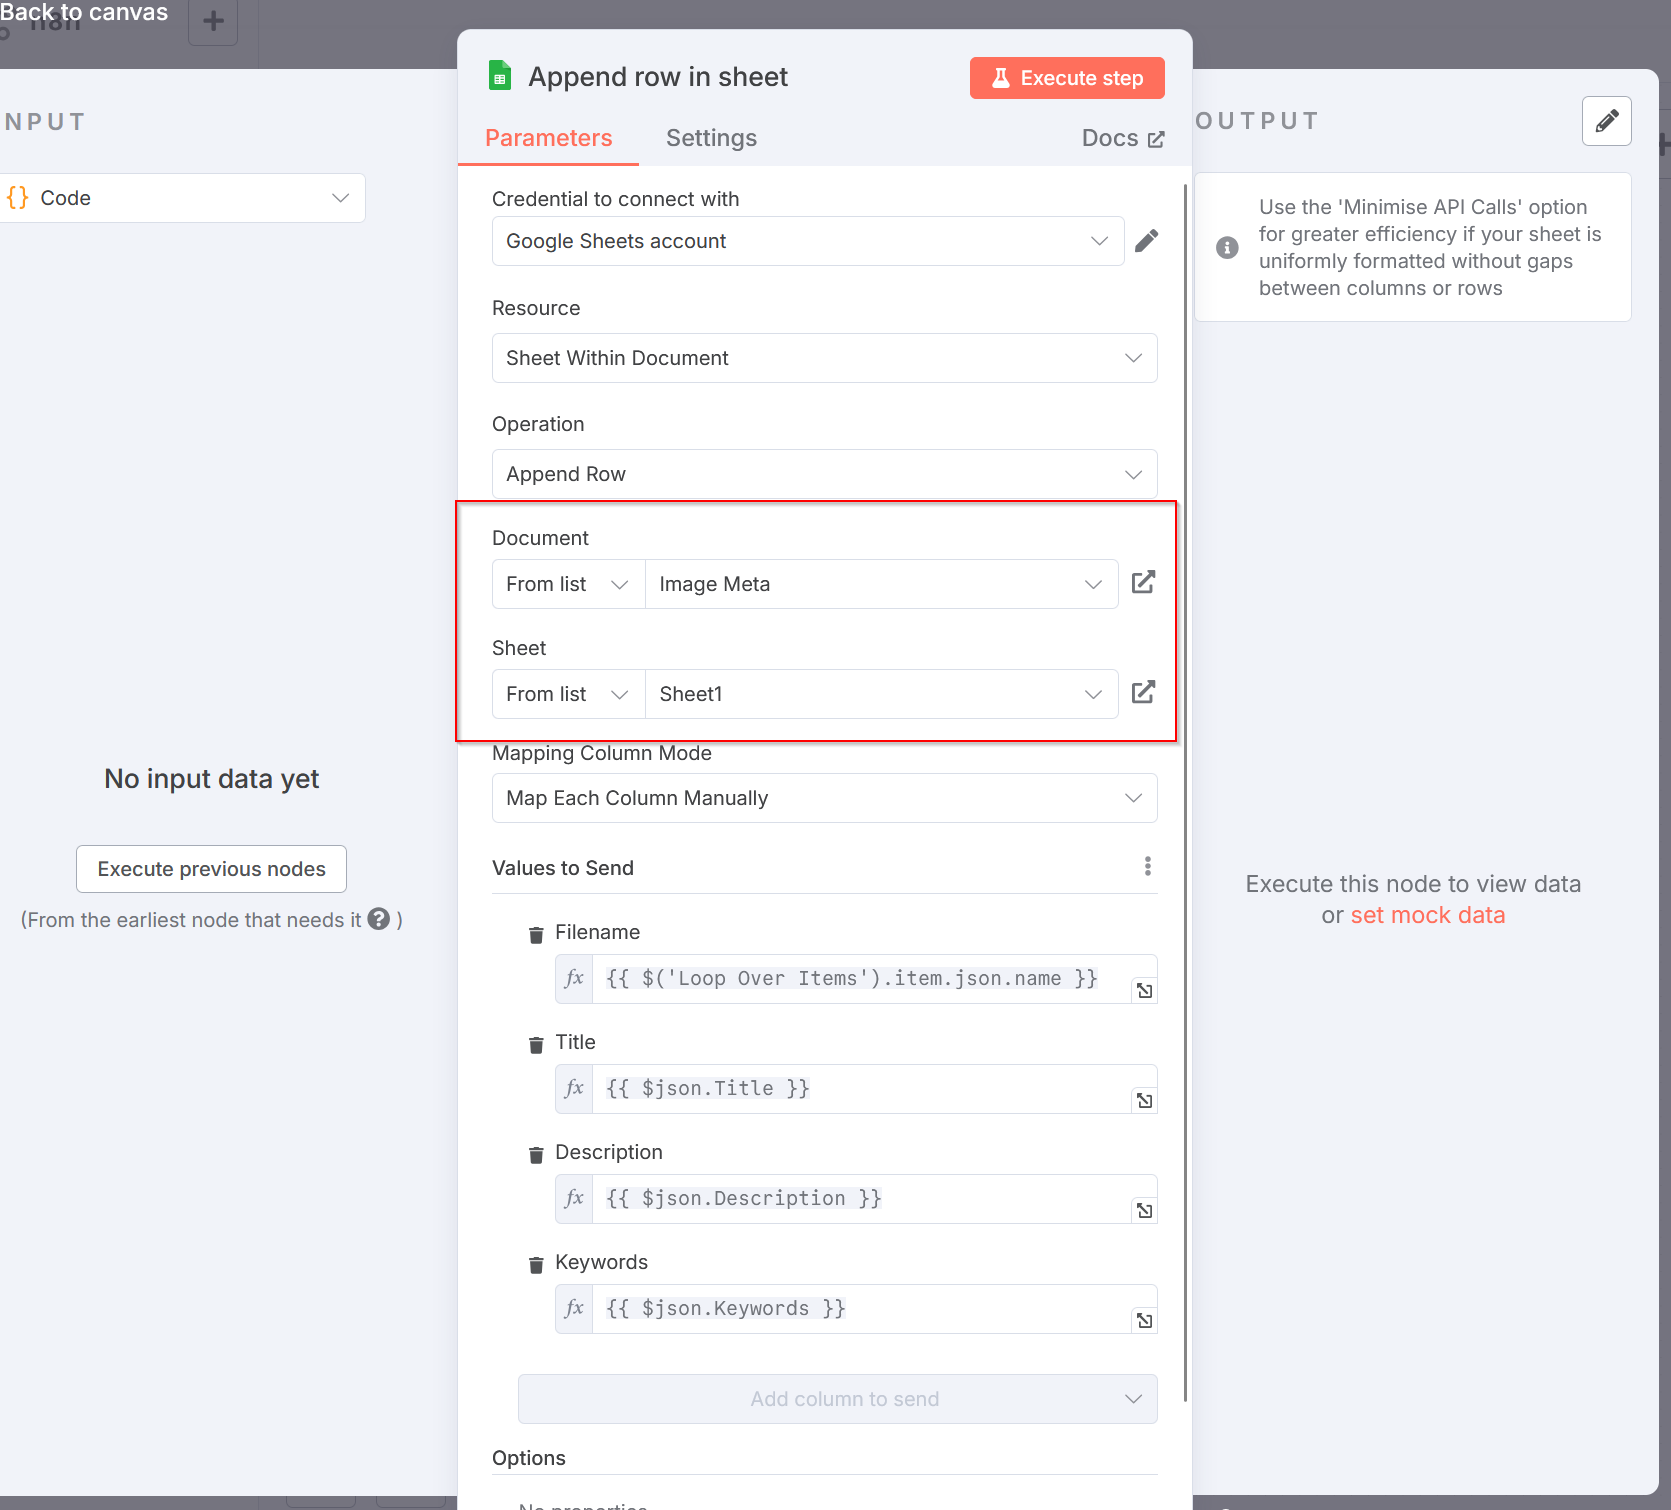 Back to canvas
n8n
Append row in sheet
Execute step
Parameters
Settings
Docs
INPUT
Code
No input data yet
Execute previous nodes
(From the earliest node that needs it ? )
Credential to connect with
Google Sheets account
Resource
Sheet Within Document
Operation
Append Row
Document
From list
Image Meta
Sheet
From list
Sheet1
Mapping Column Mode
Map Each Column Manually
Values to Send
Filename
fx {{ $('Loop Over Items').item.json.name }}
Title
fx {{ $json.Title }}
Description
fx {{ $json.Description }}
Keywords
fx {{ $json.Keywords }}
Add column to send
Options
No properties
OUTPUT
Use the 'Minimise API Calls' option
for greater efficiency if your sheet is
uniformly formatted without gaps
between columns or rows
Execute this node to view data
or set mock data